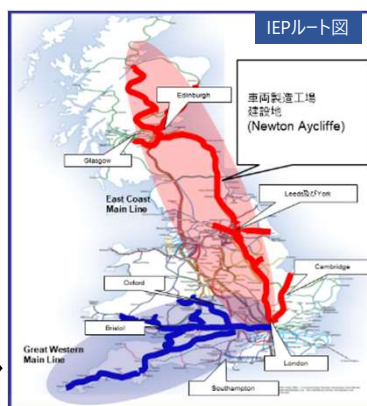 IEPルート図
Edinburgh
車両製造工場
建設地
(Newton Aycliffe)
Glasgow
Leeds及びYork
East Coast
Main Line
Cambridge
Oxford
Bristol
Great Western
Main Line
London
Southampton